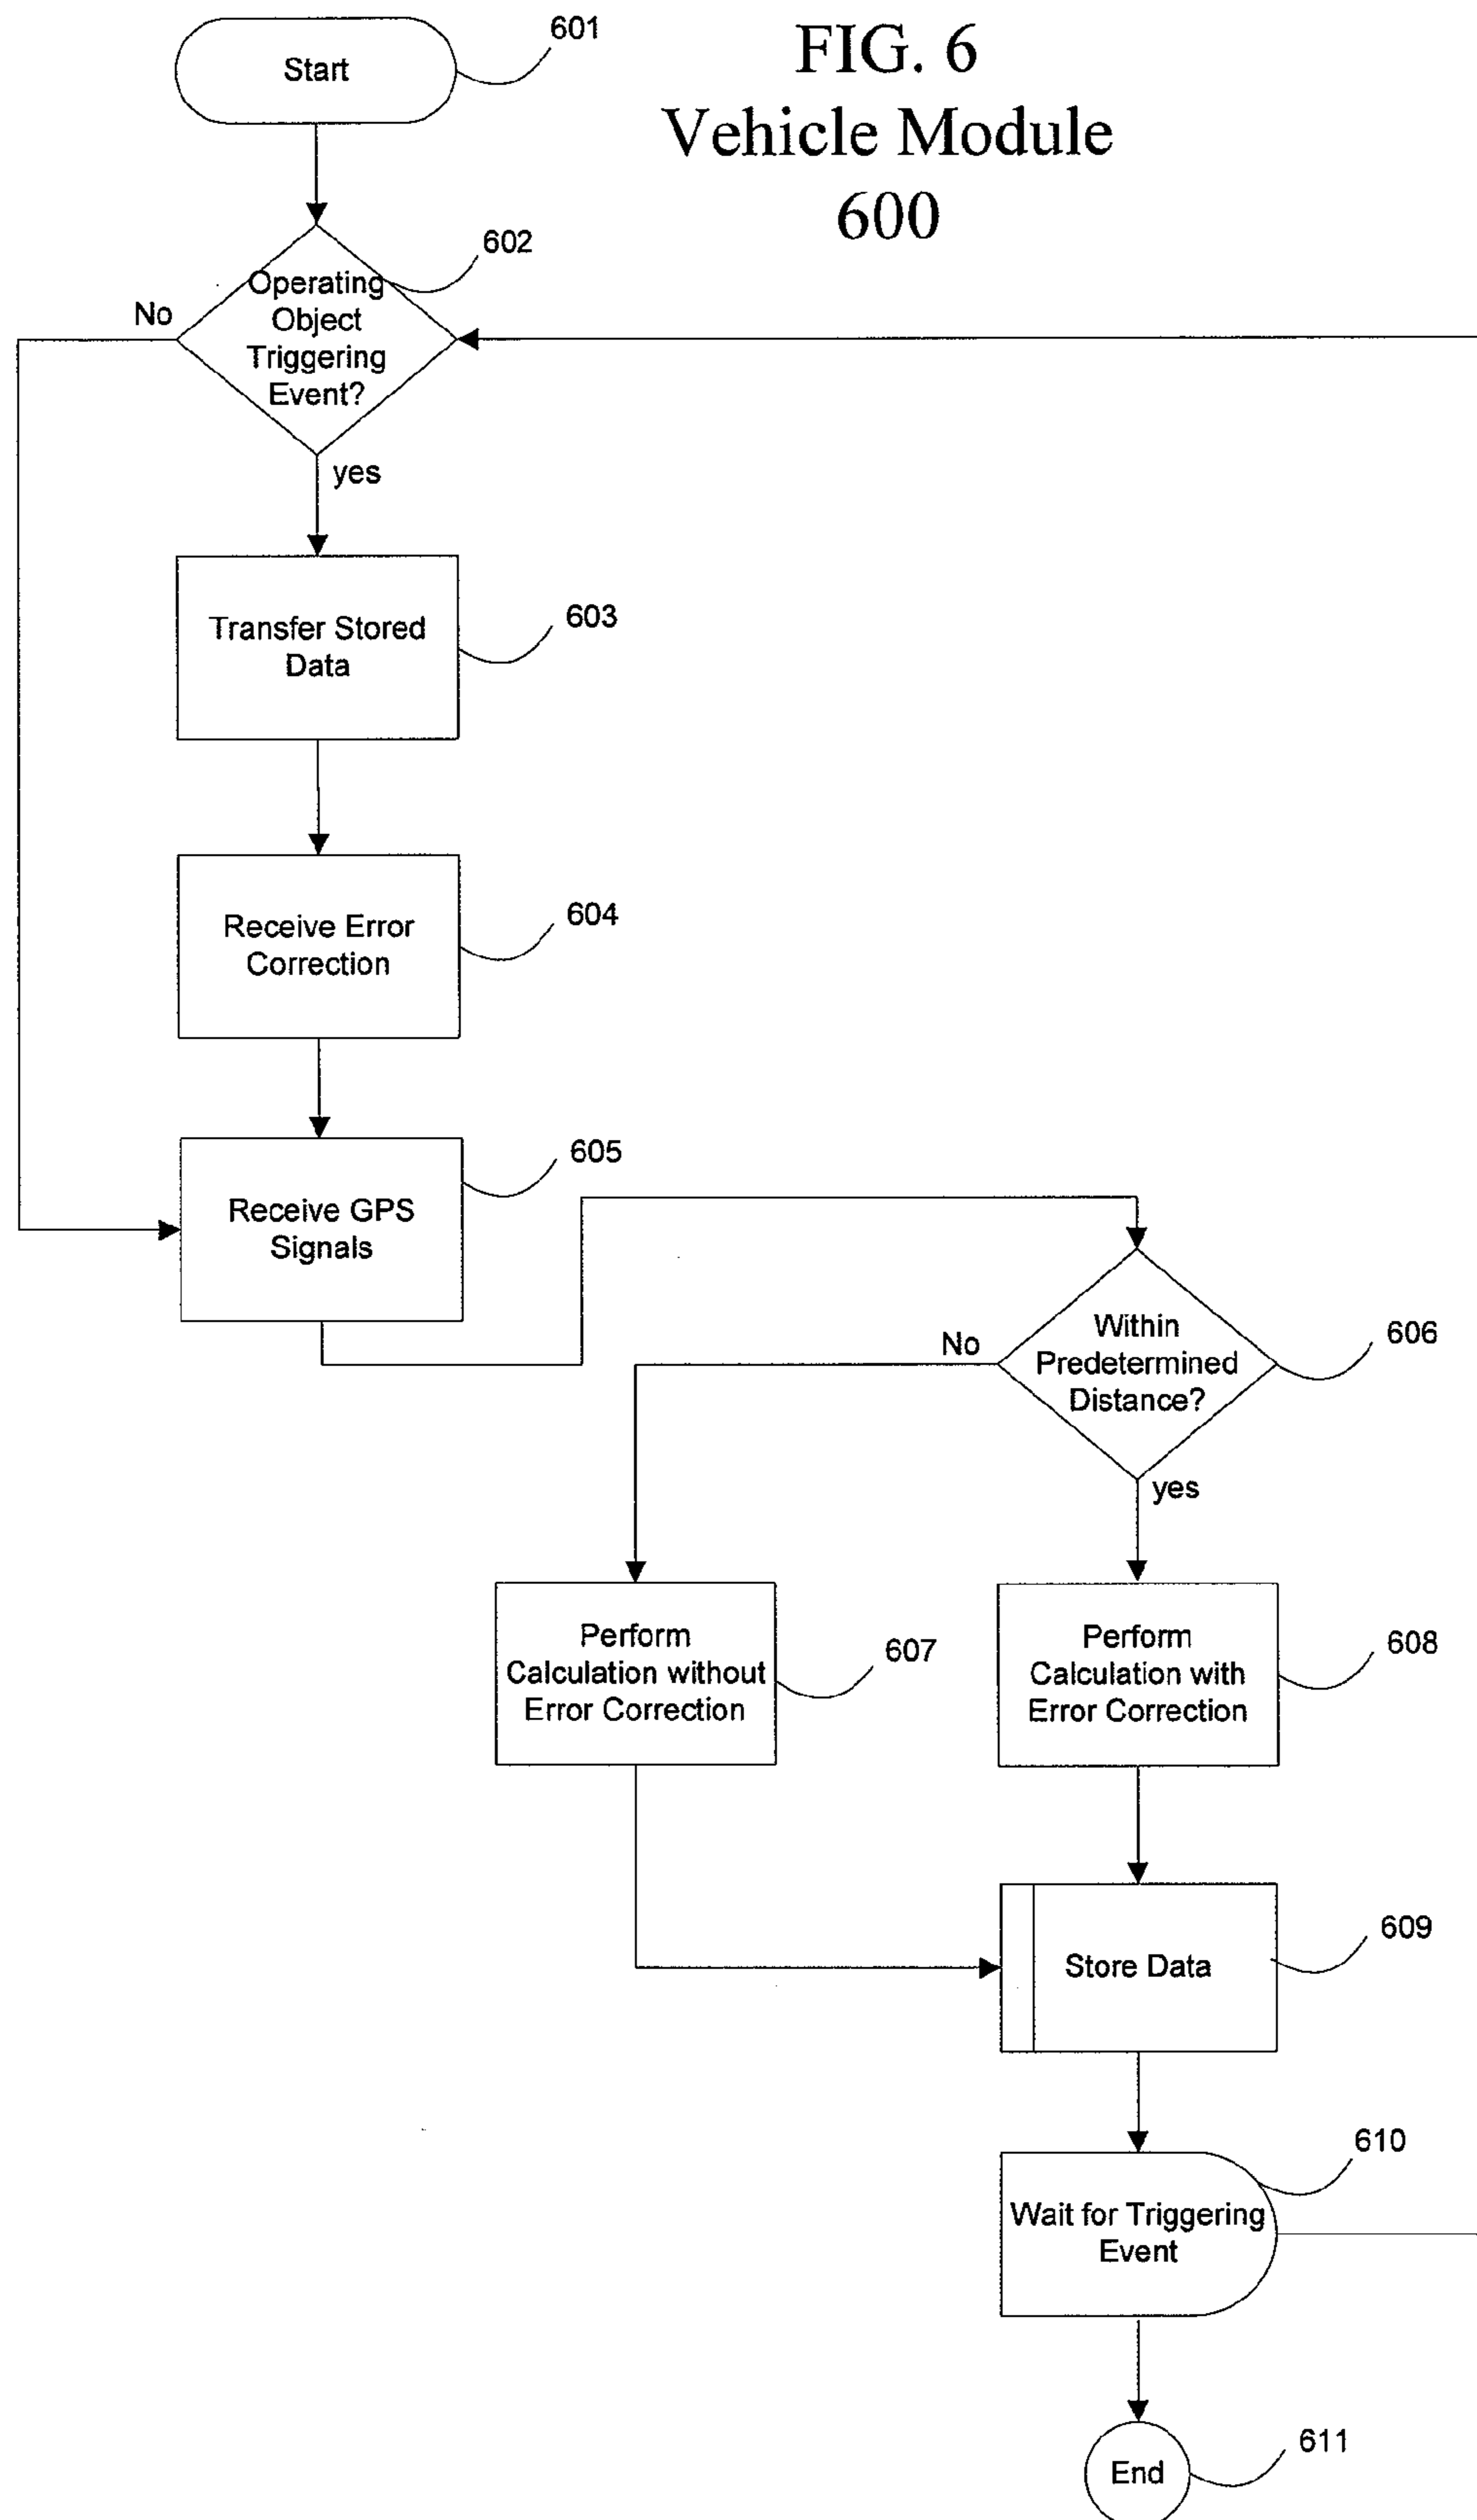 FIG. 6
Vehicle Module
600
Start
601
Operating
Object
Triggering
Event?
602
No
yes
Transfer Stored
Data
603
Receive Error
Correction
604
Receive GPS
Signals
605
Within
Predetermined
Distance?
606
No
yes
Perform
Calculation without
Error Correction
607
Perform
Calculation with
Error Correction
608
Store Data
609
Wait for Triggering
Event
610
End
611